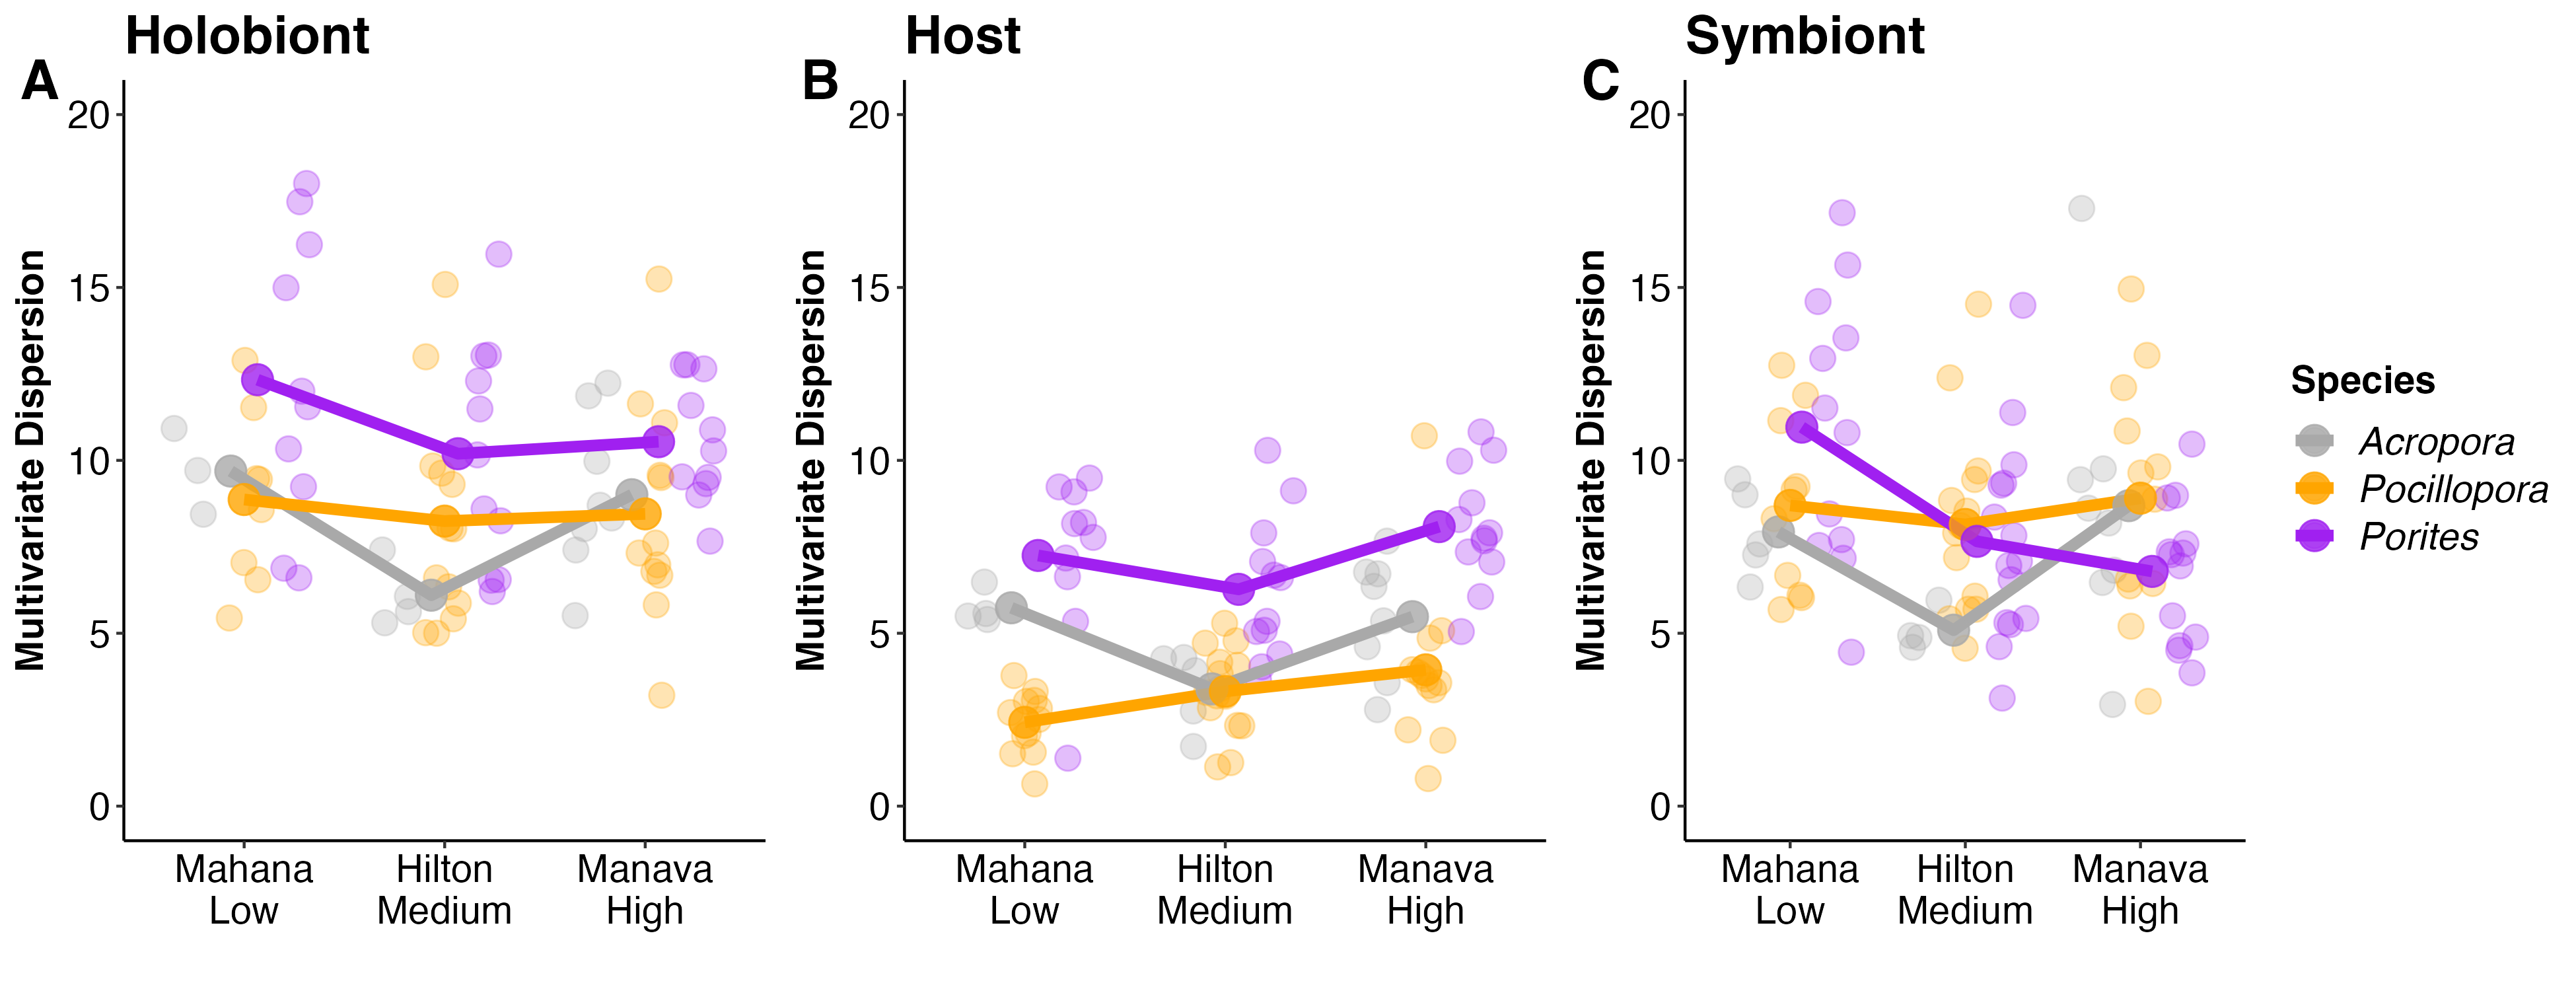 Holobiont
A
Multivariate Dispersion
20
15
10
5
0
Mahana
Low
Hilton
Medium
Manava
High
Host
B
Multivariate Dispersion
20
15
10
5
0
Mahana
Low
Hilton
Medium
Manava
High
Symbiont
C
Multivariate Dispersion
20
15
10
5
0
Mahana
Low
Hilton
Medium
Manava
High
Species
Acropora
Pocillopora
Porites